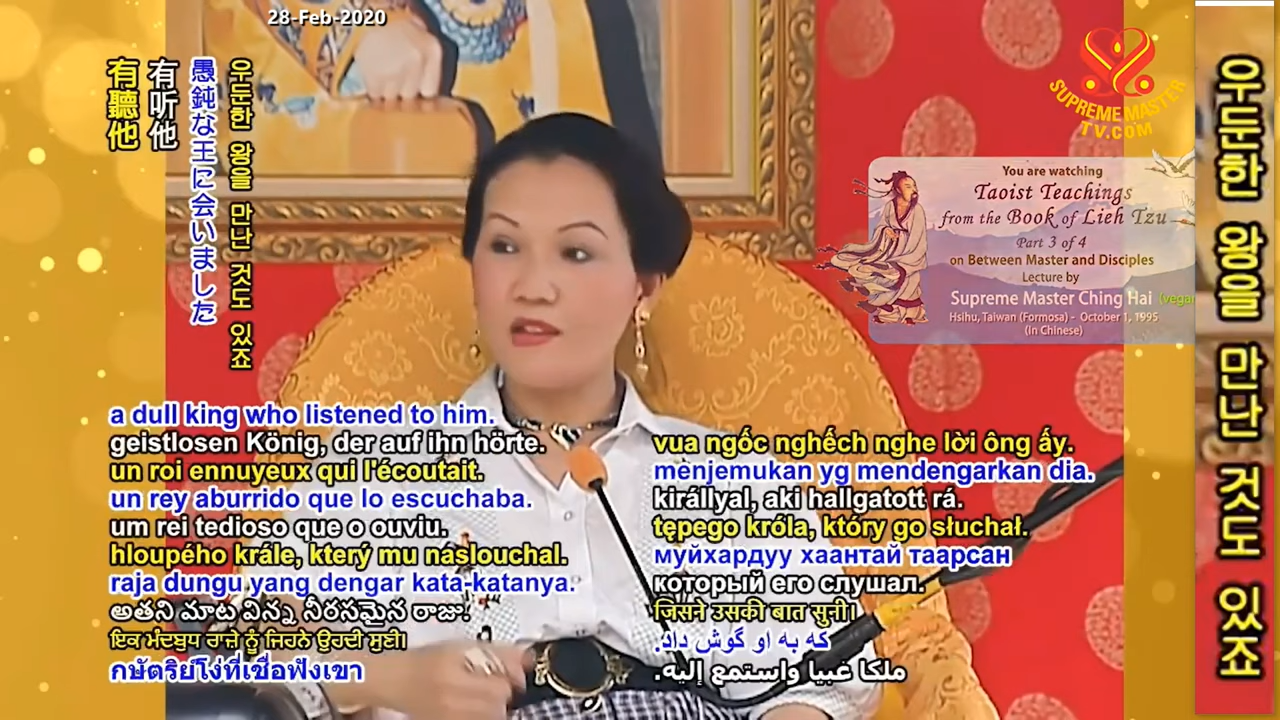 28-Feb-2020
SUPREME MASTER
TV.COM
You are watching
Taoist Teachings
from the Book of Lieh Tzu
Part 3 of 4
on Between Master and Disciples
Lecture by
Supreme Master Ching Hai (vegan
Hsihu, Taiwan (Formosa) - October 1, 1995
(in Chinese)
우둔한 왕을 만난 것도 있죠
愚鈍な王に会いました
有听他
有聽他
a dull king who listened to him.
geistlosen König, der auf ihn hörte.
un roi ennuyeux qui l'écoutait.
un rey aburrido que lo escuchaba.
um rei tedioso que o ouviu.
hloupého krále, který mu náslouchal.
raja dungu yang dengar kata-katanya.
అతని మాట విన్న నీరసమైన రాజు.
ਇਕ ਮੰਦਬੁਧ ਰਾਜੇ ਨੂੰ ਜਿਹਨੇ ਉਹਦੀ ਸੁਣੀ।
กษัตริย์โง่ที่เชื่อฟังเขา
vua ngốc nghếch nghe lời ông ấy.
menjemukan yg mendengarkan dia.
királlyal, aki hallgatott rá.
tępego króla, który go słuchał.
муйхардуу хаантай таарсан
который его слушал.
जिसने उसकी बात सुनी।
که به او گوش داد.
ملكا غبيا واستمع إليه.
우둔한 왕을 만난 것도 있죠